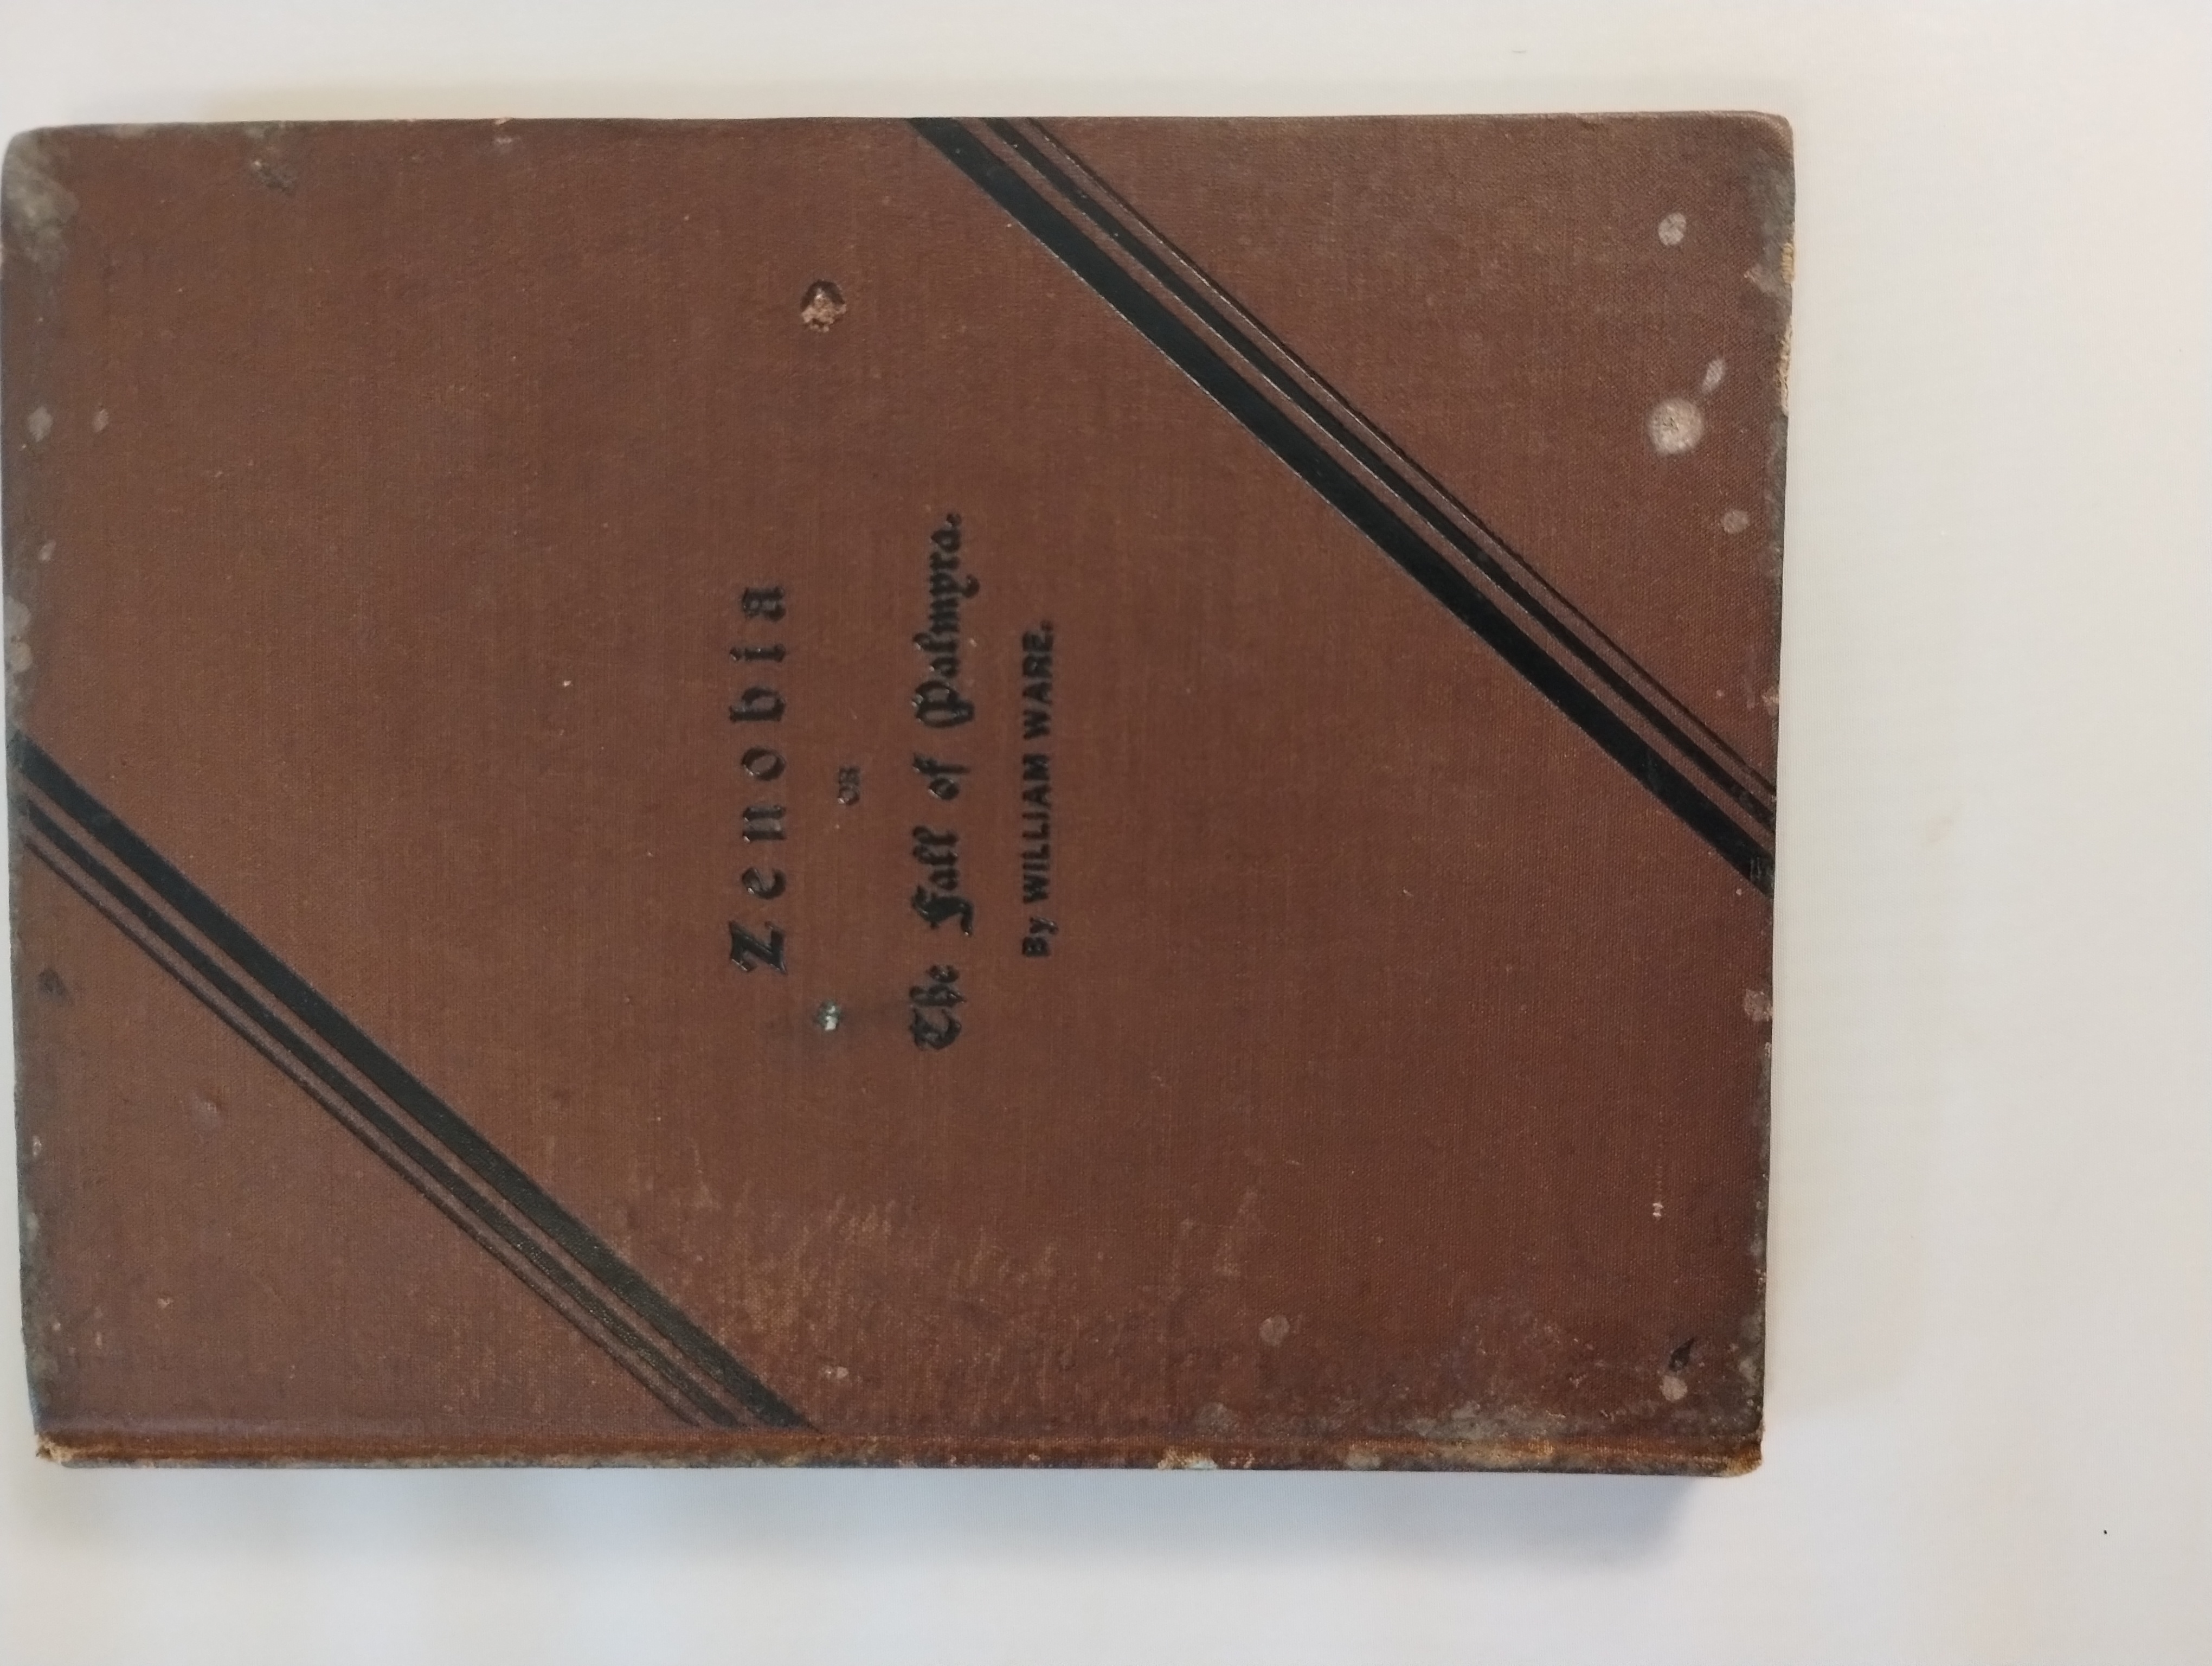 Zenobia
OR
The Fall of Palmyra.
By WILLIAM WARE.